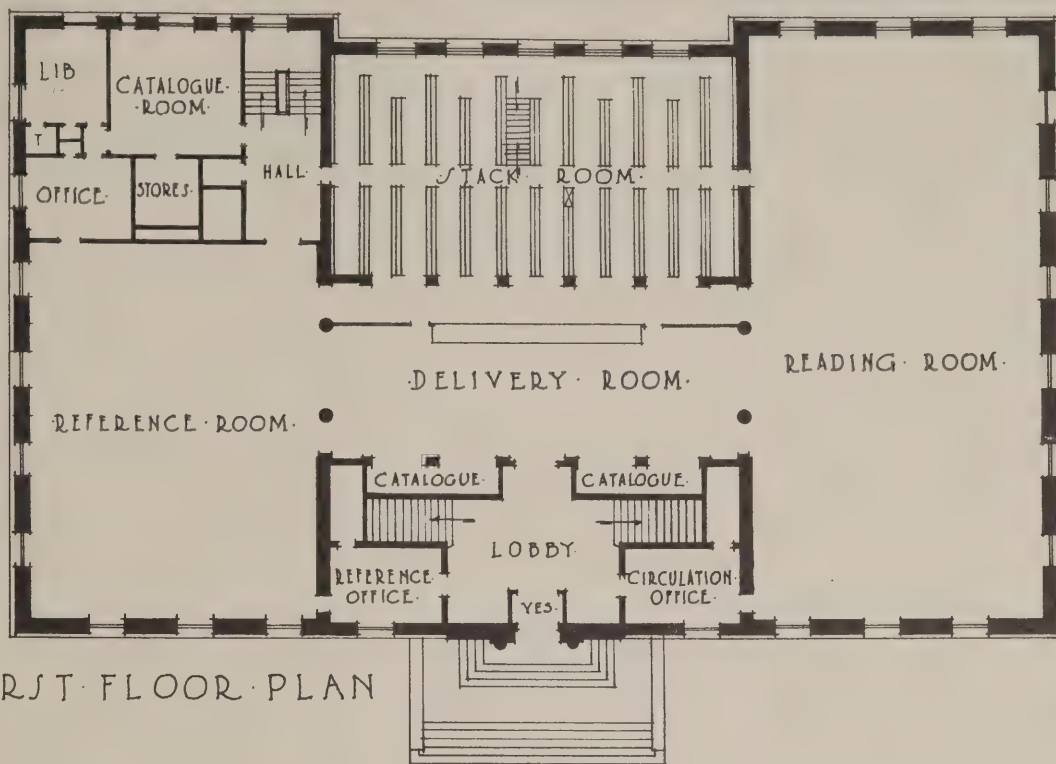 LIB
CATALOGUE·
·ROOM·
T
OFFICE·
STORES·
HALL·
·STACK· ROOM·
·DELIVERY· ROOM·
·REFERENCE·ROOM·
READING· ROOM·
CATALOGUE·
CATALOGUE·
LOBBY·
REFERENCE·
OFFICE·
CIRCULATION·
OFFICE·
VES·
RST·FLOOR·PLAN